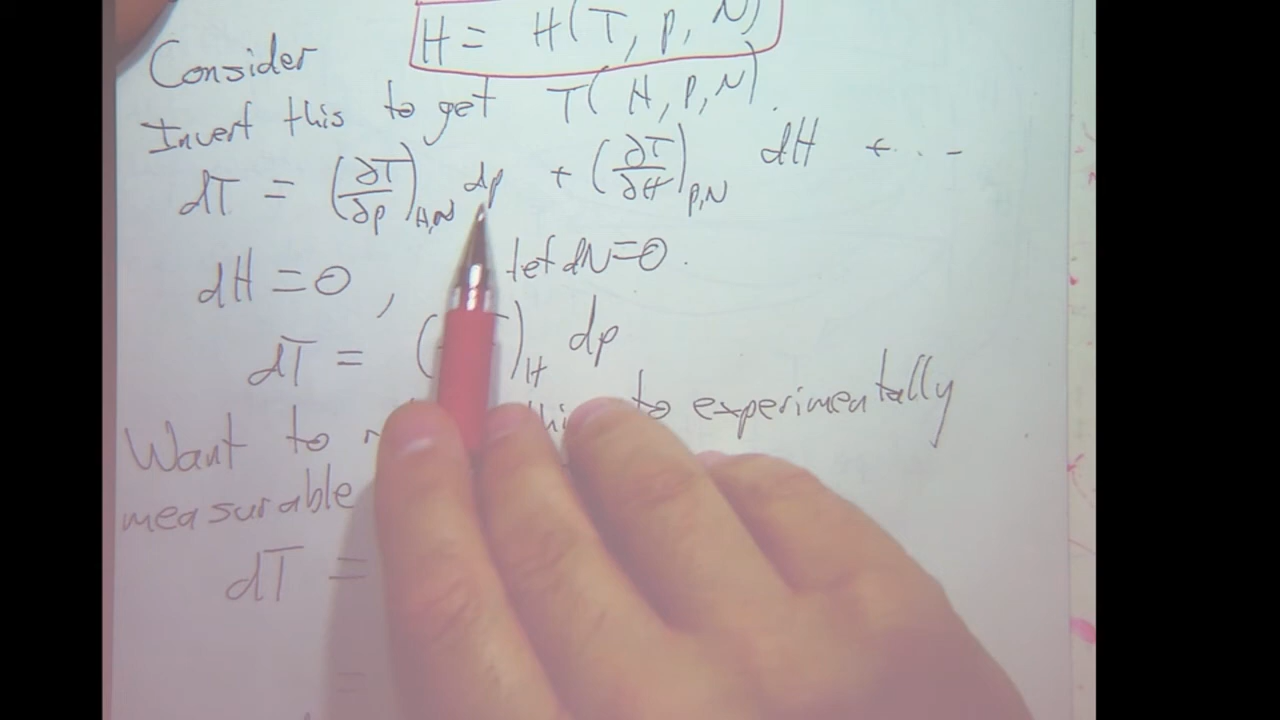 H = H(T, P, N)
Consider
Invert this to get T(H, P, N).
dT = (∂T/∂p)_{H,N} dp + (∂T/∂H)_{P,N} dH + ...
dH = 0, let dN = 0.
dT = ( )_H dp
Want to to experimentally
measurable
dT =
=